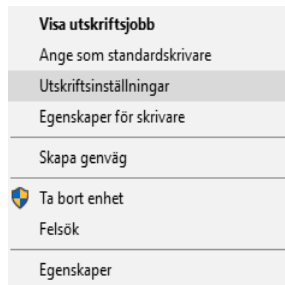 Visa utskriftsjobb
Ange som standardskrivare
Utskriftsinställningar
Egenskaper för skrivare
Skapa genväg
Ta bort enhet
Felsök
Egenskaper